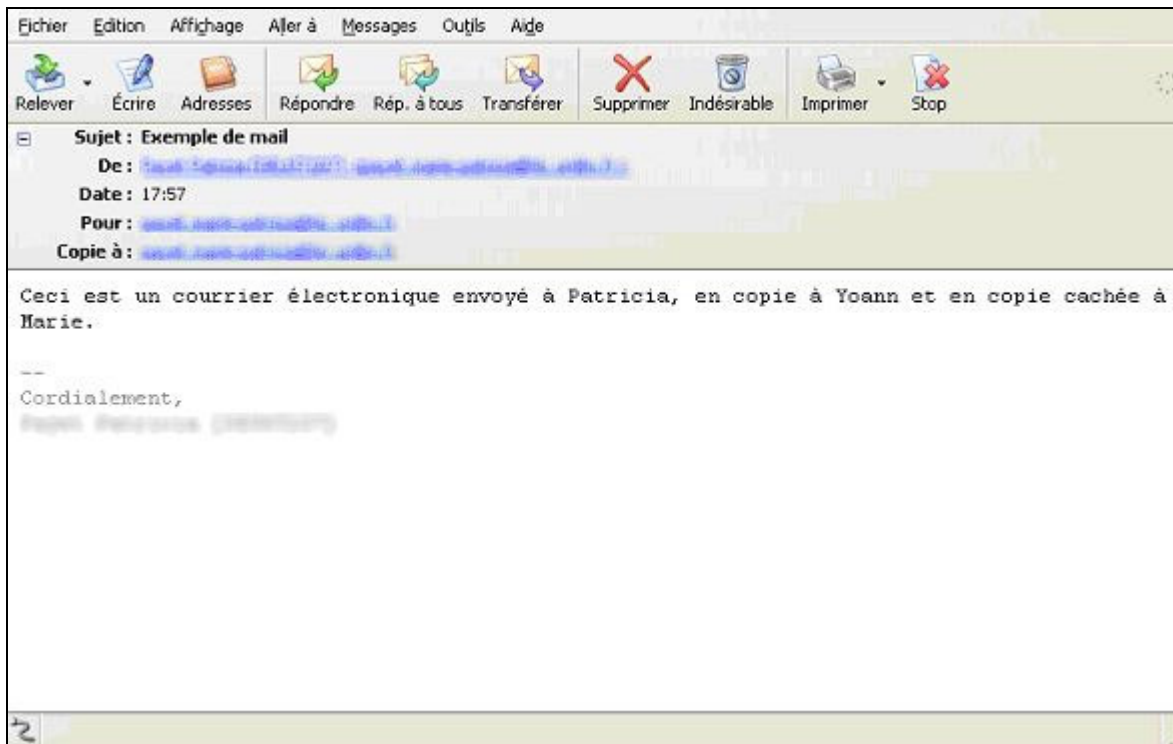 Fichier Edition Affichage Aller à Messages Outils Aide
Relever Écrire Adresses Répondre Rép. à tous Transférer Supprimer Indésirable Imprimer Stop
Sujet : Exemple de mail
De :
Date : 17:57
Pour :
Copie à :
Ceci est un courrier électronique envoyé à Patricia, en copie à Yoann et en copie cachée à
Marie.
--
Cordialement,